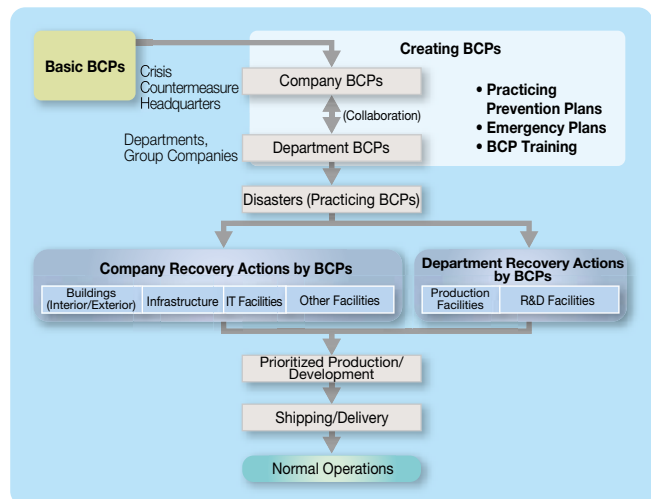 Basic BCPs
Creating BCPs
Crisis
Countermeasure
Headquarters
Company BCPs
• Practicing
Prevention Plans
• Emergency Plans
• BCP Training
(Collaboration)
Departments,
Group Companies
Department BCPs
Disasters (Practicing BCPs)
Company Recovery Actions by BCPs
Buildings
(Interior/Exterior)
Infrastructure
IT Facilities
Other Facilities
Department Recovery Actions
by BCPs
Production
Facilities
R&D Facilities
Prioritized Production/
Development
Shipping/Delivery
Normal Operations